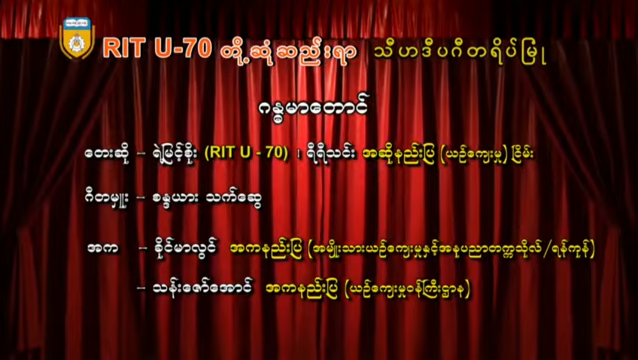 RIT U-70 တို့ဆုံဆည်းရာ သီဟဒီပဂီတရိပ်မြုံ
ဂန္ဓမာတောင်
တေးဆို – ရဲမြင့်စိုး (RIT U - 70) ၊ ရီရီသင်း အဆိုနည်းပြ (ယဉ်ကျေးမှု) ငြိမ်း
ဂီတမှူး – စန္ဒယား သက်ဆွေ
အက – ခိုင်မာလွင် အကနည်းပြ (အမျိုးသားယဉ်ကျေးမှုနှင့်အနုပညာတက္ကသိုလ်/ရန်ကုန်)
– သန်းဇော်အောင် အကနည်းပြ (ယဉ်ကျေးမှုဝန်ကြီးဌာန)